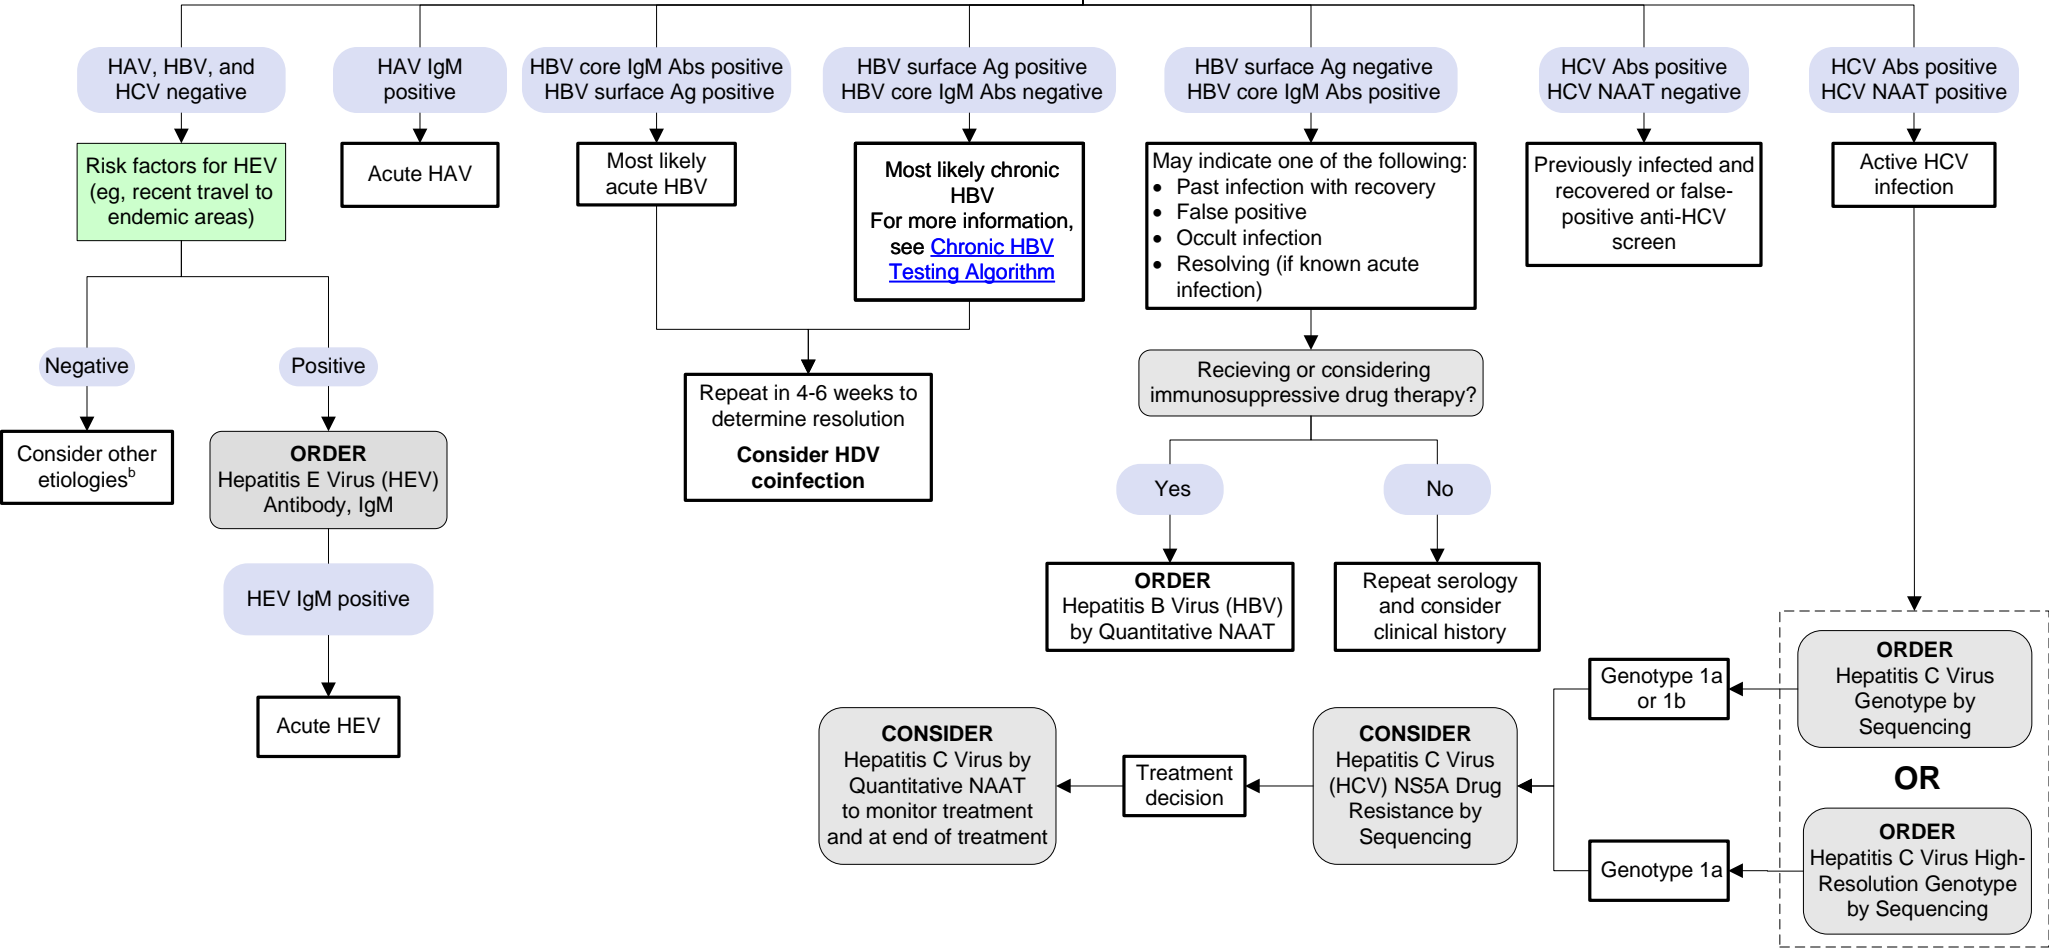 HAV, HBV, and
HCV negative
HAV IgM
positive
HBV core IgM Abs positive
HBV surface Ag positive
HBV surface Ag positive
HBV core IgM Abs negative
HBV surface Ag negative
HBV core IgM Abs positive
HCV Abs positive
HCV NAAT negative
HCV Abs positive
HCV NAAT positive
Risk factors for HEV
(eg, recent travel to
endemic areas)
Acute HAV
Most likely
acute HBV
Most likely chronic
HBV
For more information,
see Chronic HBV
Testing Algorithm
May indicate one of the following:
• Past infection with recovery
• False positive
• Occult infection
• Resolving (if known acute
infection)
Previously infected and
recovered or false-
positive anti-HCV
screen
Active HCV
infection
Negative
Positive
Consider other
etiologiesᵇ
ORDER
Hepatitis E Virus (HEV)
Antibody, IgM
HEV IgM positive
Acute HEV
Repeat in 4-6 weeks to
determine resolution
Consider HDV
coinfection
Recieving or considering
immunosuppressive drug therapy?
Yes
No
ORDER
Hepatitis B Virus (HBV)
by Quantitative NAAT
Repeat serology
and consider
clinical history
ORDER
Hepatitis C Virus
Genotype by
Sequencing
OR
ORDER
Hepatitis C Virus High-
Resolution Genotype
by Sequencing
Genotype 1a
or 1b
Genotype 1a
CONSIDER
Hepatitis C Virus
(HCV) NS5A Drug
Resistance by
Sequencing
Treatment
decision
CONSIDER
Hepatitis C Virus by
Quantitative NAAT
to monitor treatment
and at end of treatment